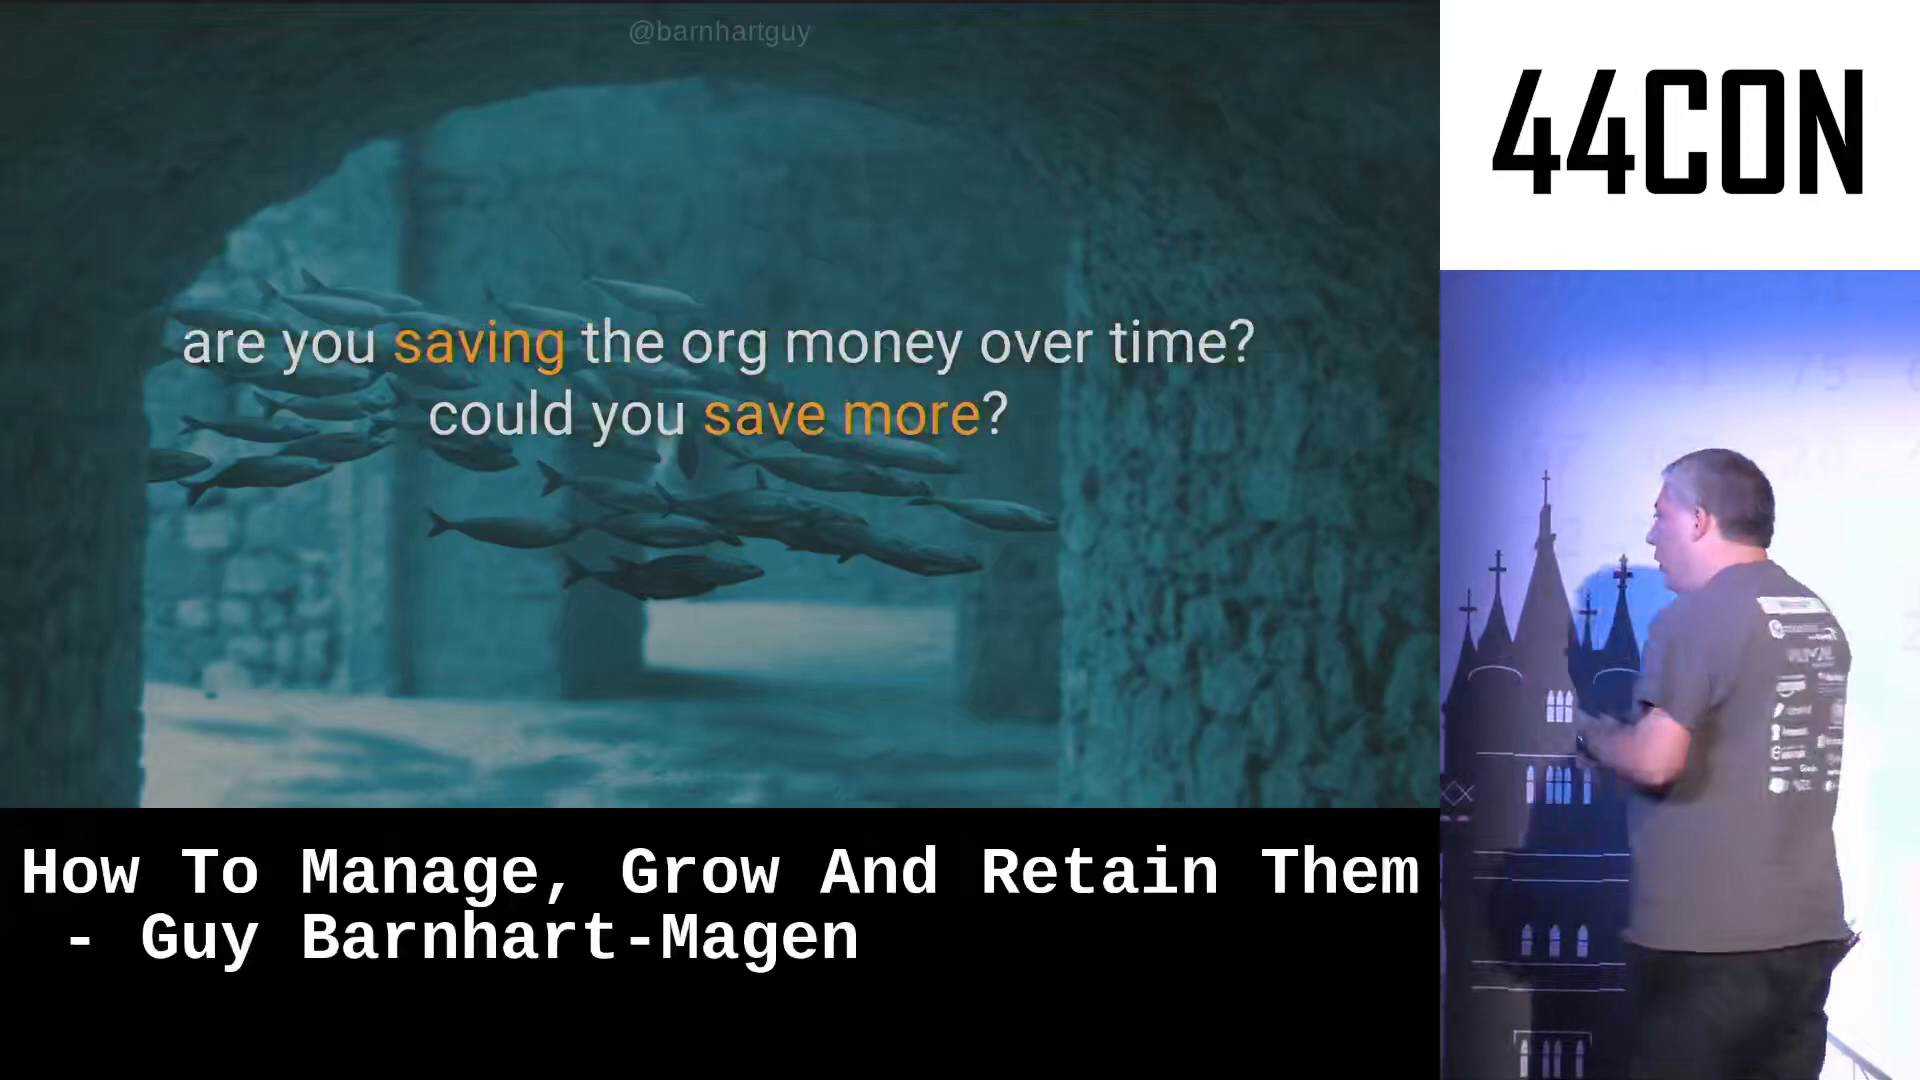 @barnhartguy
are you saving the org money over time?
could you save more?
44CON
How To Manage, Grow And Retain Them
- Guy Barnhart-Magen